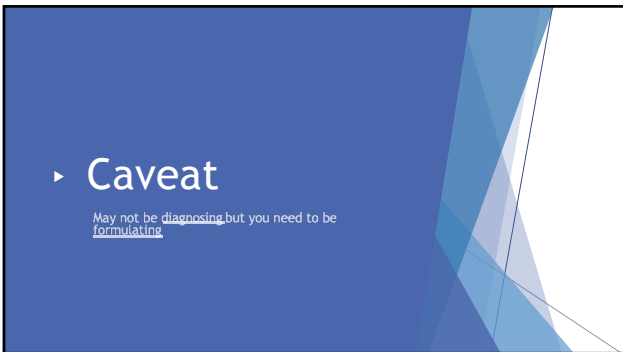 Caveat
May not be diagnosing but you need to be
formulating